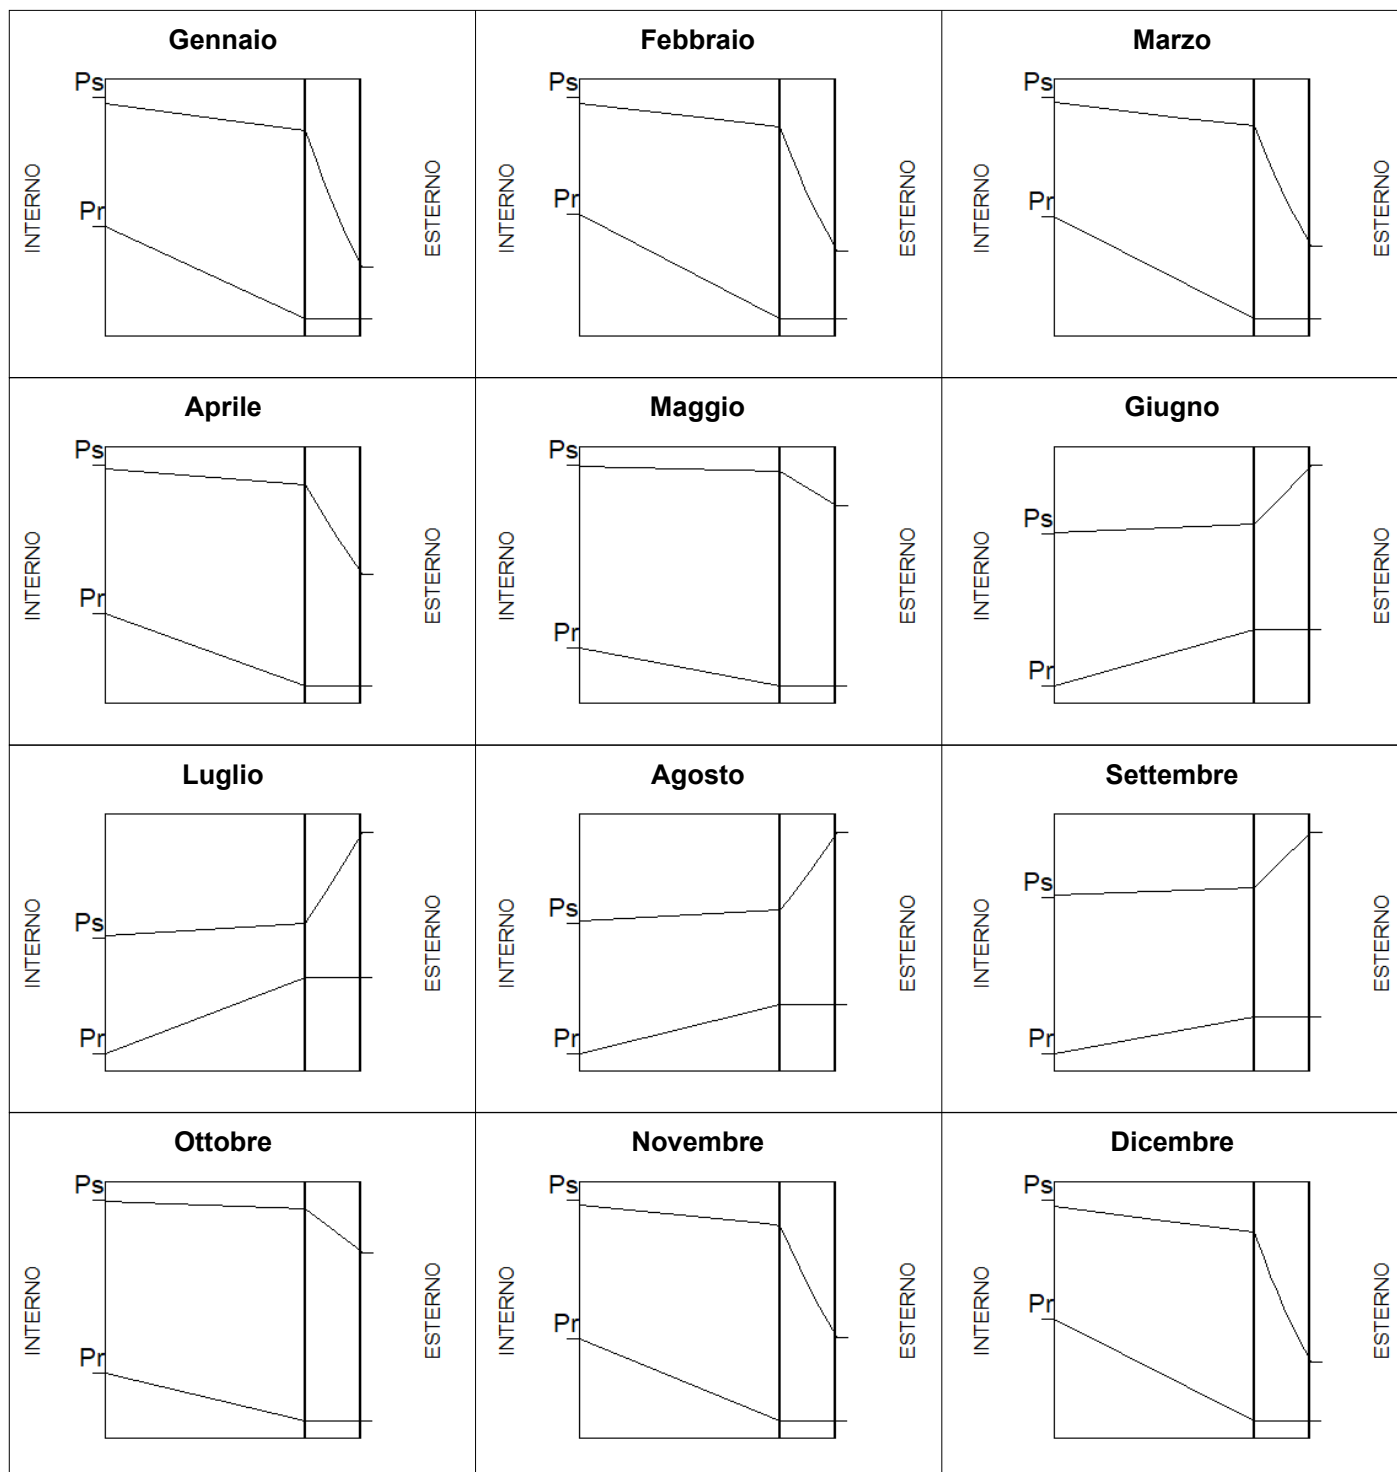 Gennaio
Ps
Pr
INTERNO
ESTERNO
Febbraio
Ps
Pr
INTERNO
ESTERNO
Marzo
Ps
Pr
INTERNO
ESTERNO
Aprile
Ps
Pr
INTERNO
ESTERNO
Maggio
Ps
Pr
INTERNO
ESTERNO
Giugno
Ps
Pr
INTERNO
ESTERNO
Luglio
Ps
Pr
INTERNO
ESTERNO
Agosto
Ps
Pr
INTERNO
ESTERNO
Settembre
Ps
Pr
INTERNO
ESTERNO
Ottobre
Ps
Pr
INTERNO
ESTERNO
Novembre
Ps
Pr
INTERNO
ESTERNO
Dicembre
Ps
Pr
INTERNO
ESTERNO